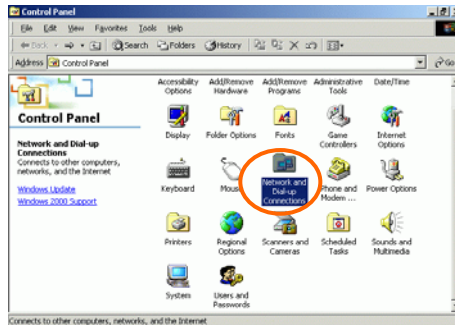 Control Panel
File Edit View Favorites Tools Help
Back Search Folders History
Address Control Panel Go
Control Panel
Network and Dial-up Connections
Connects to other computers, networks, and the Internet
Windows Update
Windows 2000 Support
Accessibility Options
Add/Remove Hardware
Add/Remove Programs
Administrative Tools
Date/Time
Display
Folder Options
Fonts
Game Controllers
Internet Options
Keyboard
Mouse
Network and Dial-up Connections
Phone and Modem ...
Power Options
Printers
Regional Options
Scanners and Cameras
Scheduled Tasks
Sounds and Multimedia
System
Users and Passwords
Connects to other computers, networks, and the Internet